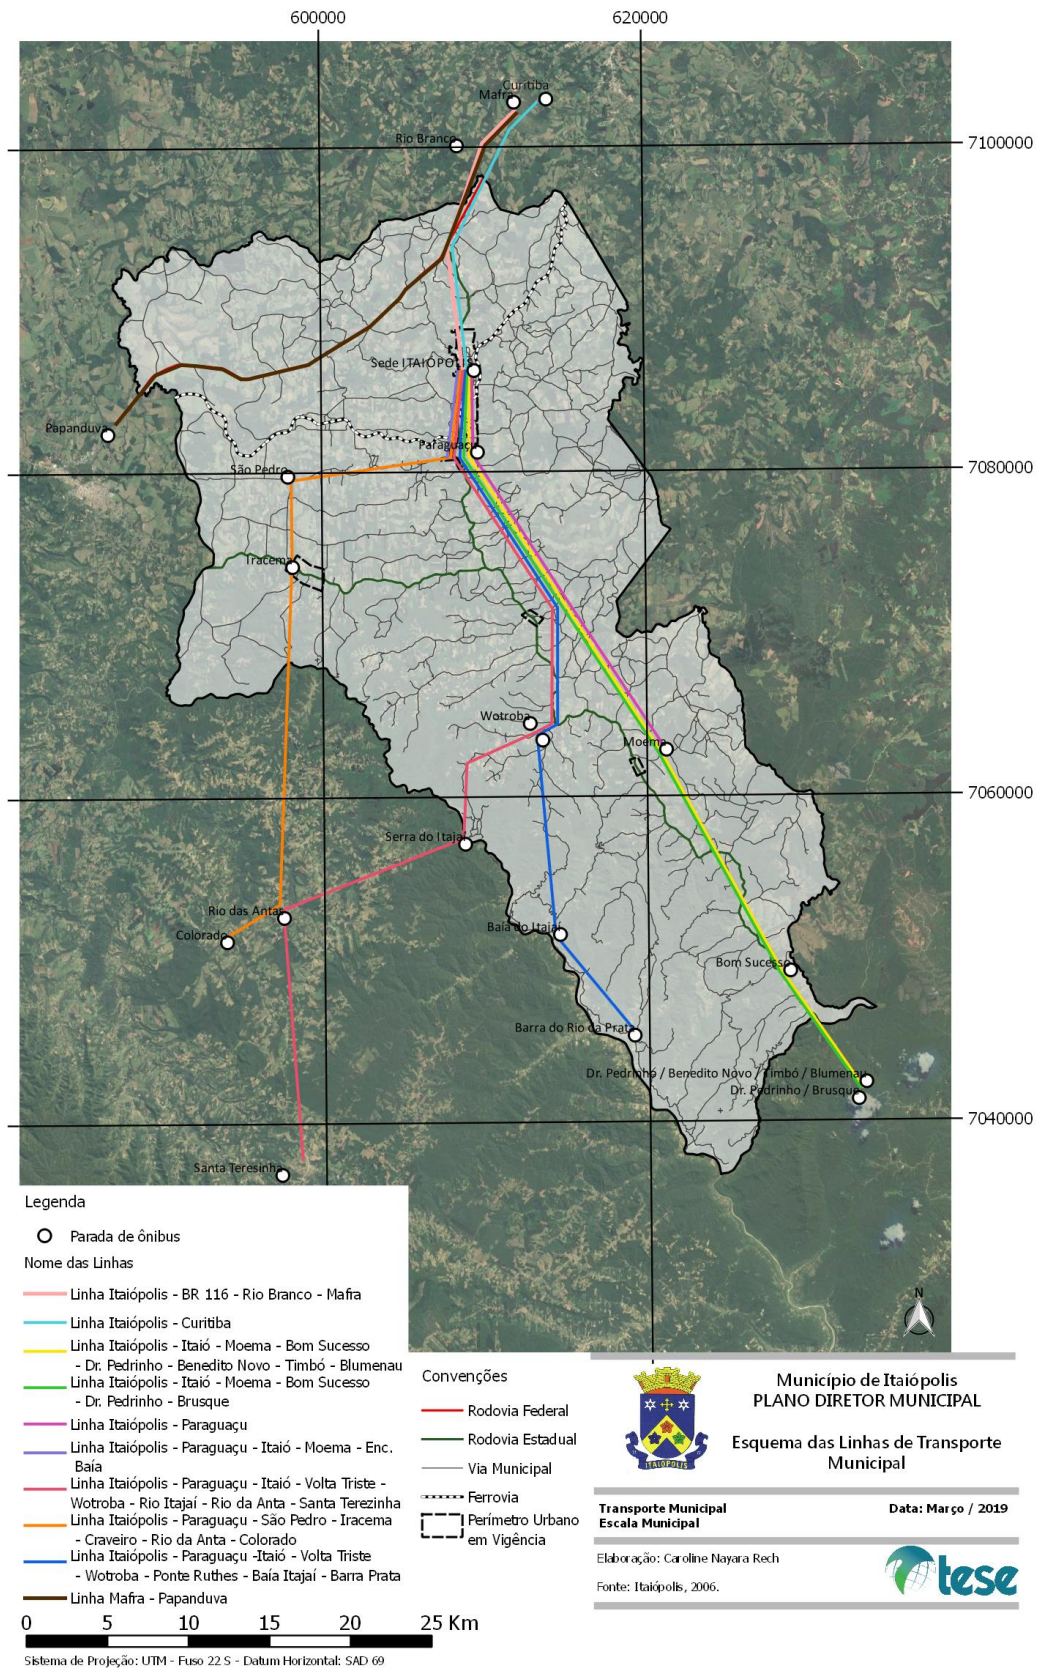 600000
620000
Curitiba
Mafra
Rio Branco
7100000
Sede ITAIÓPOLIS
Papanduva
Paraguaçu
São Pedro
7080000
Iracema
Wotroba
Moema
7060000
Serra do Itajaí
Rio das Antas
Colorado
Baía do Itajaí
Bom Sucesso
Barra do Rio da Prata
Dr. Pedrinho / Benedito Novo / Timbó / Blumenau
Dr. Pedrinho / Brusque
7040000
Santa Teresinha
N
Legenda
Parada de ônibus
Nome das Linhas
Linha Itaiópolis - BR 116 - Rio Branco - Mafra
Linha Itaiópolis - Curitiba
Linha Itaiópolis - Itaió - Moema - Bom Sucesso
- Dr. Pedrinho - Benedito Novo - Timbó - Blumenau
Linha Itaiópolis - Itaió - Moema - Bom Sucesso
- Dr. Pedrinho - Brusque
Linha Itaiópolis - Paraguaçu
Linha Itaiópolis - Paraguaçu - Itaió - Moema - Enc.
Baía
Linha Itaiópolis - Paraguaçu - Itaió - Volta Triste -
Wotroba - Rio Itajaí - Rio da Anta - Santa Terezinha
Linha Itaiópolis - Paraguaçu - São Pedro - Iracema
- Craveiro - Rio da Anta - Colorado
Linha Itaiópolis - Paraguaçu -Itaió - Volta Triste
- Wotroba - Ponte Ruthes - Baía Itajaí - Barra Prata
Linha Mafra - Papanduva
0 5 10 15 20 25 Km
Sistema de Projeção: UTM - Fuso 22 S - Datum Horizontal: SAD 69
Convenções
Rodovia Federal
Rodovia Estadual
Via Municipal
Ferrovia
Perímetro Urbano
em Vigência
ITAIÓPOLIS
Município de Itaiópolis
PLANO DIRETOR MUNICIPAL
Esquema das Linhas de Transporte
Municipal
Transporte Municipal
Escala Municipal
Data: Março / 2019
Elaboração: Caroline Nayara Rech
Fonte: Itaiópolis, 2006.
tese